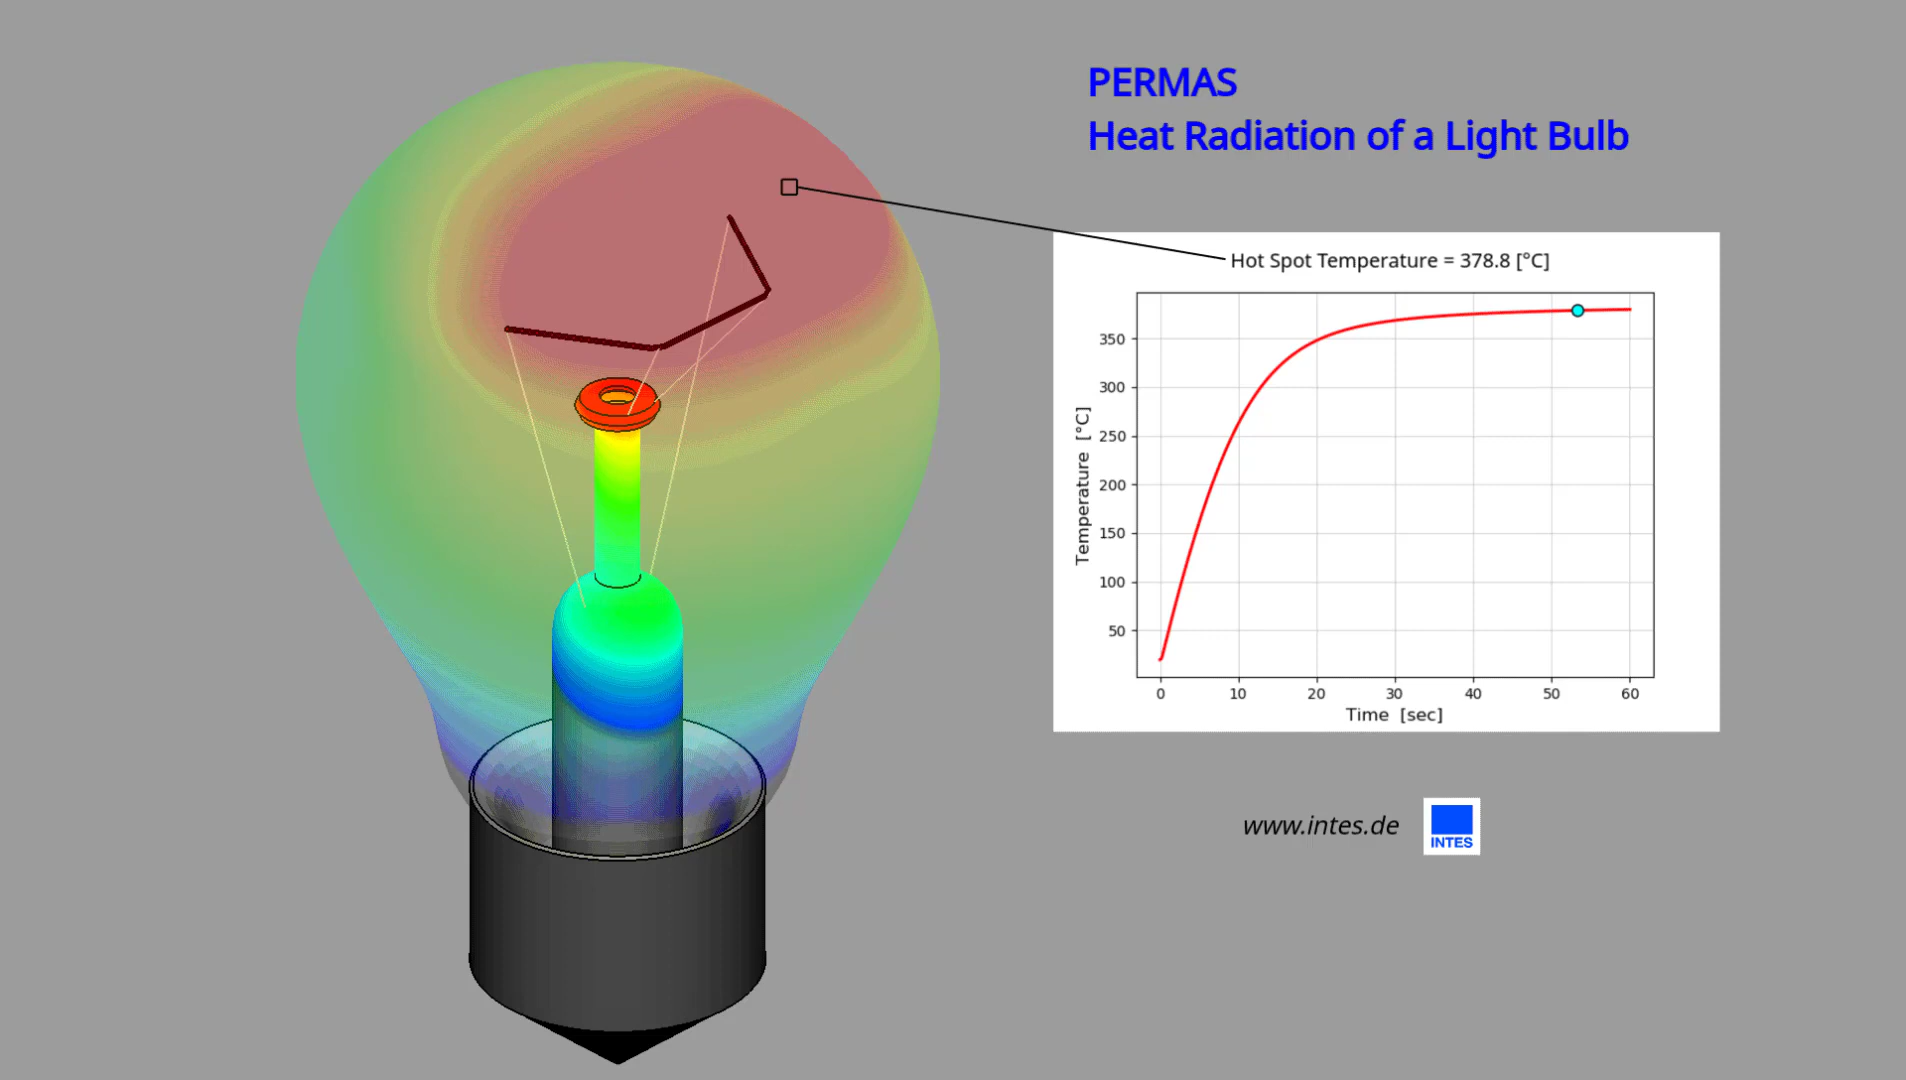 PERMAS
Heat Radiation of a Light Bulb
Hot Spot Temperature = 378.8 [°C]
Temperature [°C]
350
300
250
200
150
100
50
0 10 20 30 40 50 60
Time [sec]
www.intes.de
INTES